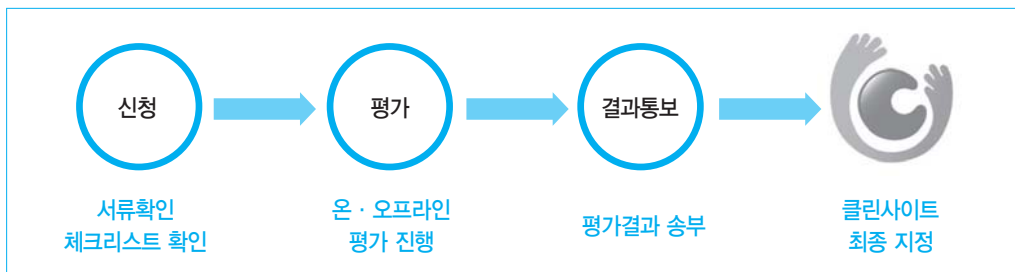 신청
평가
결과통보
서류확인
체크리스트 확인
온 · 오프라인
평가 진행
평가결과 송부
클린사이트
최종 지정